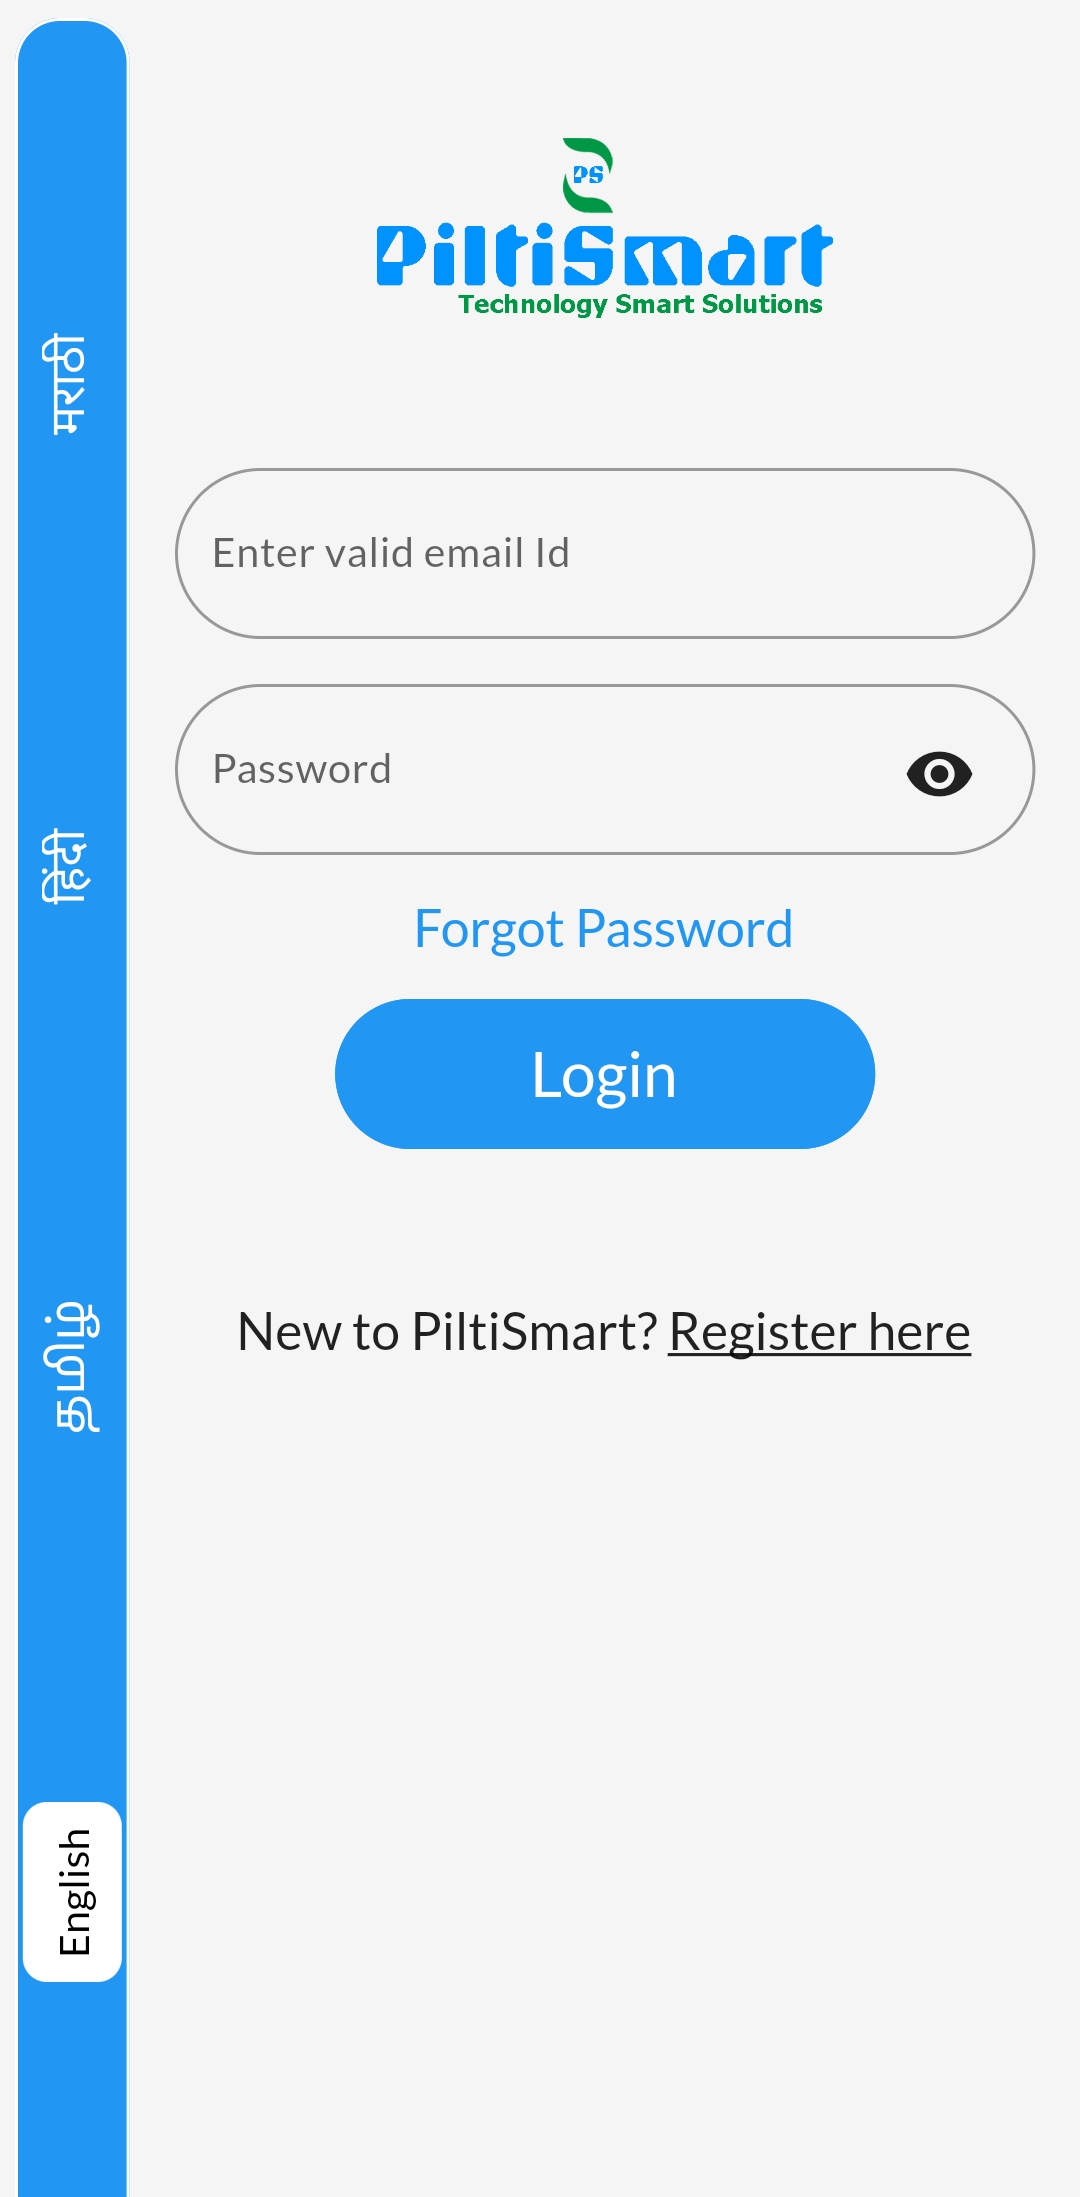 मराठी
हिंदी
தமிழ்
English
PS
PiltiSmart
Technology Smart Solutions
Enter valid email Id
Password
Forgot Password
Login
New to PiltiSmart? Register here